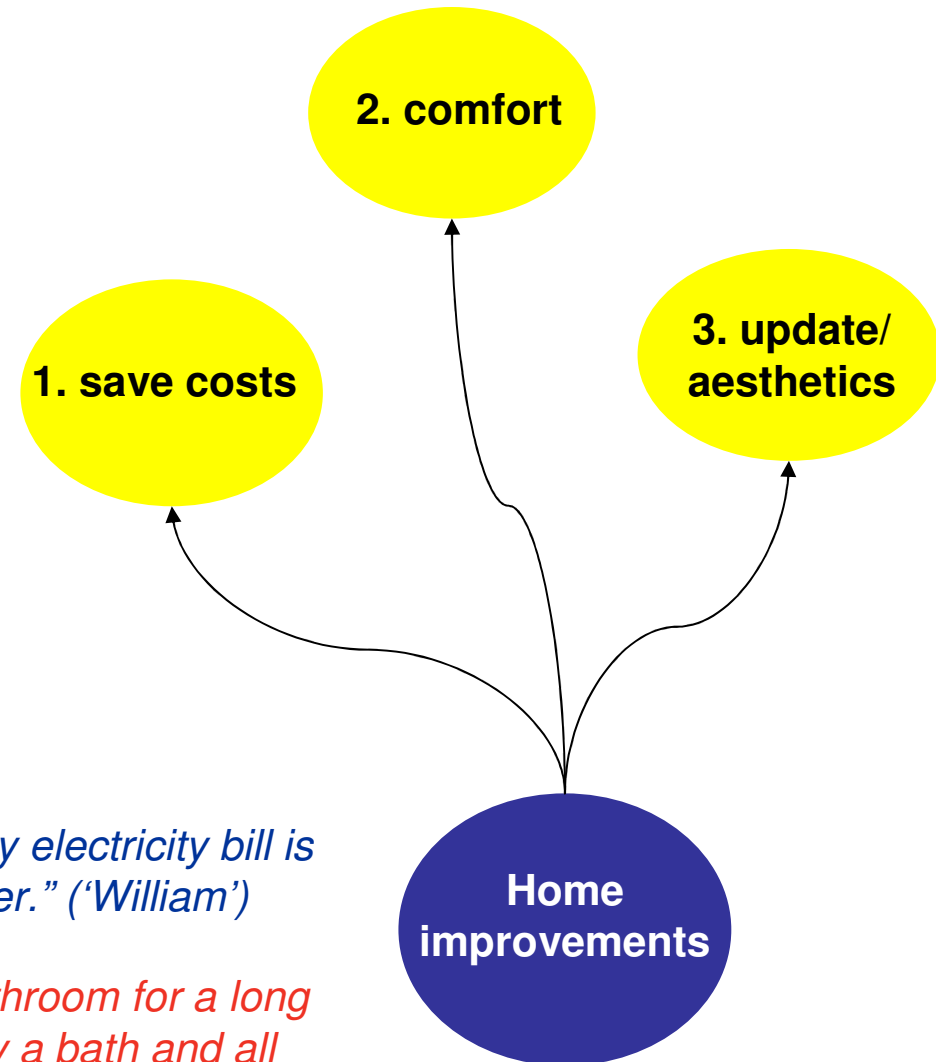 2. comfort
3. update/
aesthetics
1. save costs
y electricity bill is
er.” (‘William’)
Home
improvements
throom for a long
y a bath and all